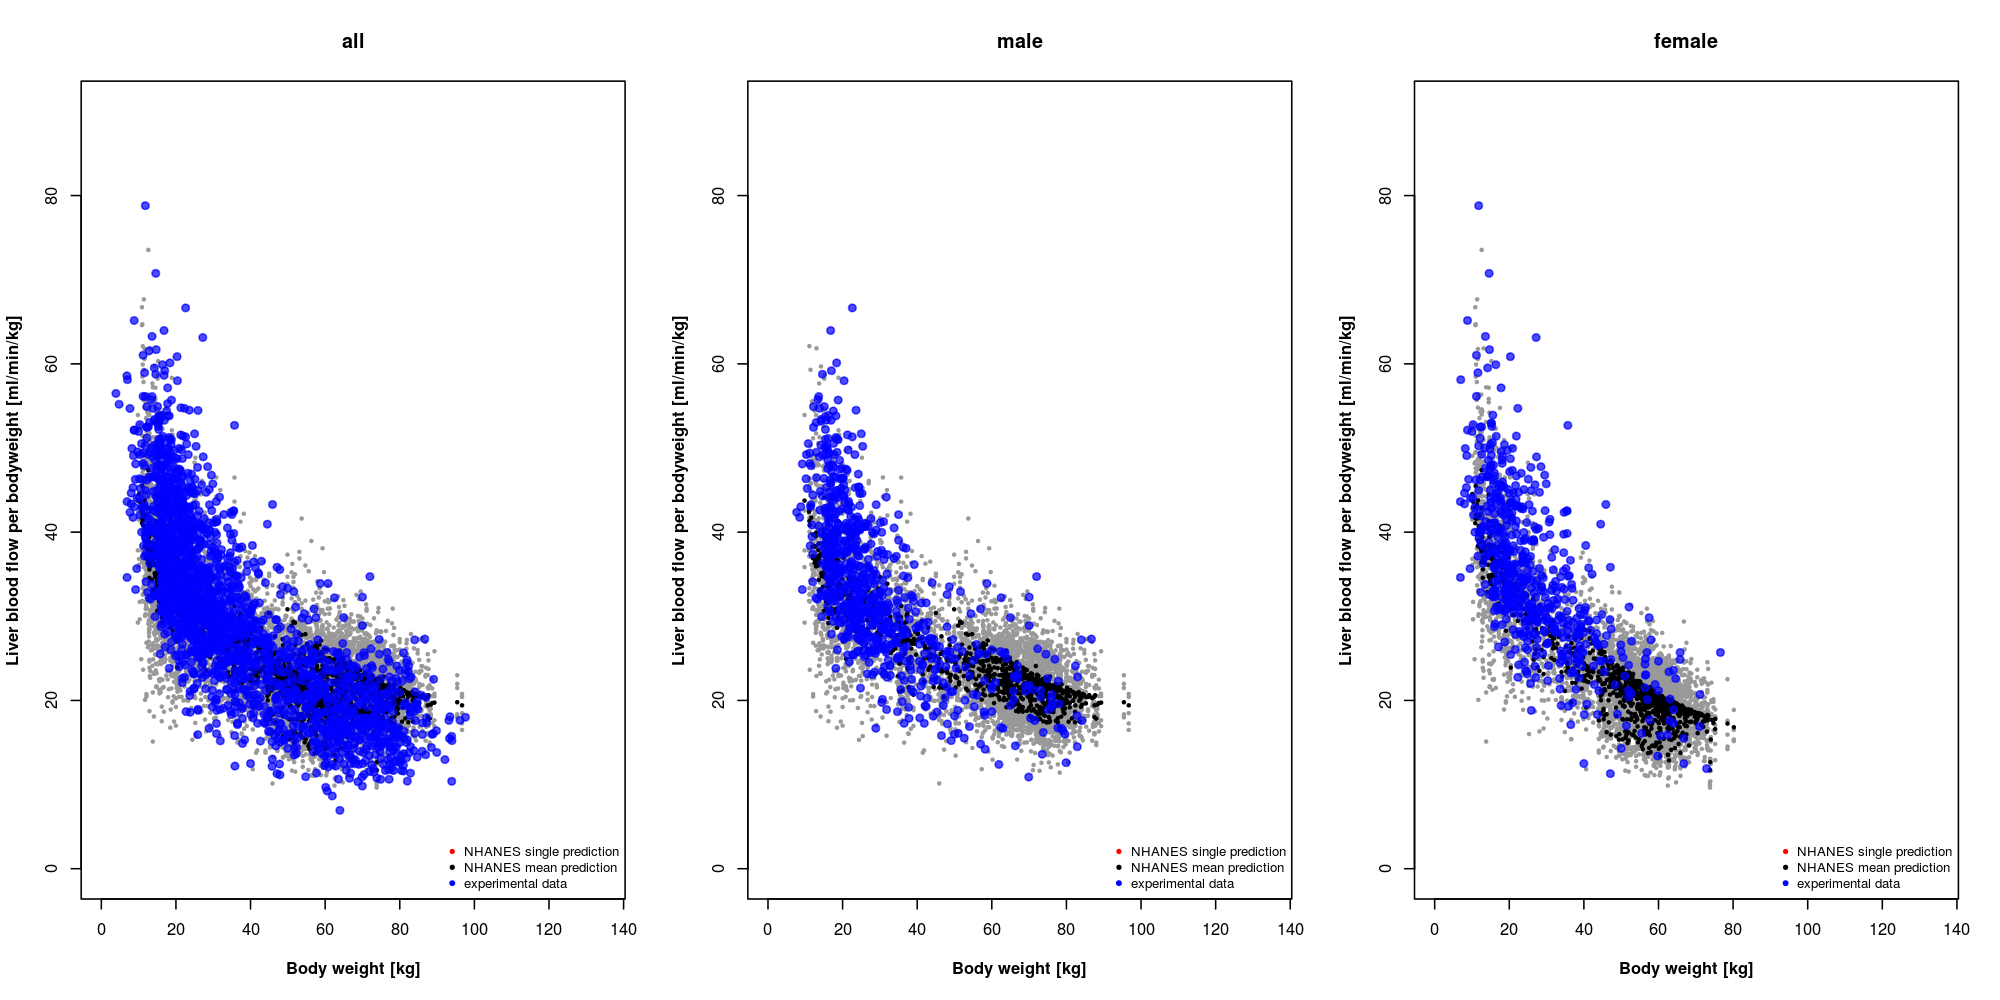 all
Liver blood flow per bodyweight [ml/min/kg]
80
60
40
20
0
NHANES single prediction
NHANES mean prediction
experimental data
0 20 40 60 80 100 120 140
Body weight [kg]
male
Liver blood flow per bodyweight [ml/min/kg]
80
60
40
20
0
NHANES single prediction
NHANES mean prediction
experimental data
0 20 40 60 80 100 120 140
Body weight [kg]
female
Liver blood flow per bodyweight [ml/min/kg]
80
60
40
20
0
NHANES single prediction
NHANES mean prediction
experimental data
0 20 40 60 80 100 120 140
Body weight [kg]